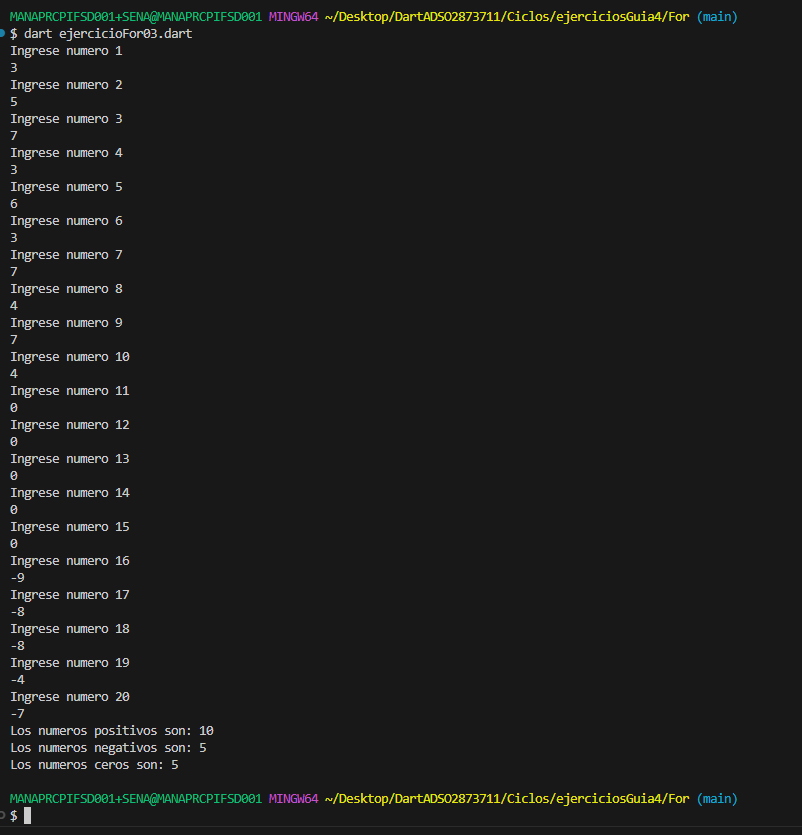 MANAPRCPIFSD001+SENA@MANAPRCPIFSD001 MINGW64 ~/Desktop/DartADSO2873711/Ciclos/ejerciciosGuia4/For (main)
$ dart ejercicioFor03.dart
Ingrese numero 1
3
Ingrese numero 2
5
Ingrese numero 3
7
Ingrese numero 4
3
Ingrese numero 5
6
Ingrese numero 6
3
Ingrese numero 7
7
Ingrese numero 8
4
Ingrese numero 9
7
Ingrese numero 10
4
Ingrese numero 11
0
Ingrese numero 12
0
Ingrese numero 13
0
Ingrese numero 14
0
Ingrese numero 15
0
Ingrese numero 16
-9
Ingrese numero 17
-8
Ingrese numero 18
-8
Ingrese numero 19
-4
Ingrese numero 20
-7
Los numeros positivos son: 10
Los numeros negativos son: 5
Los numeros ceros son: 5
MANAPRCPIFSD001+SENA@MANAPRCPIFSD001 MINGW64 ~/Desktop/DartADSO2873711/Ciclos/ejerciciosGuia4/For (main)
$